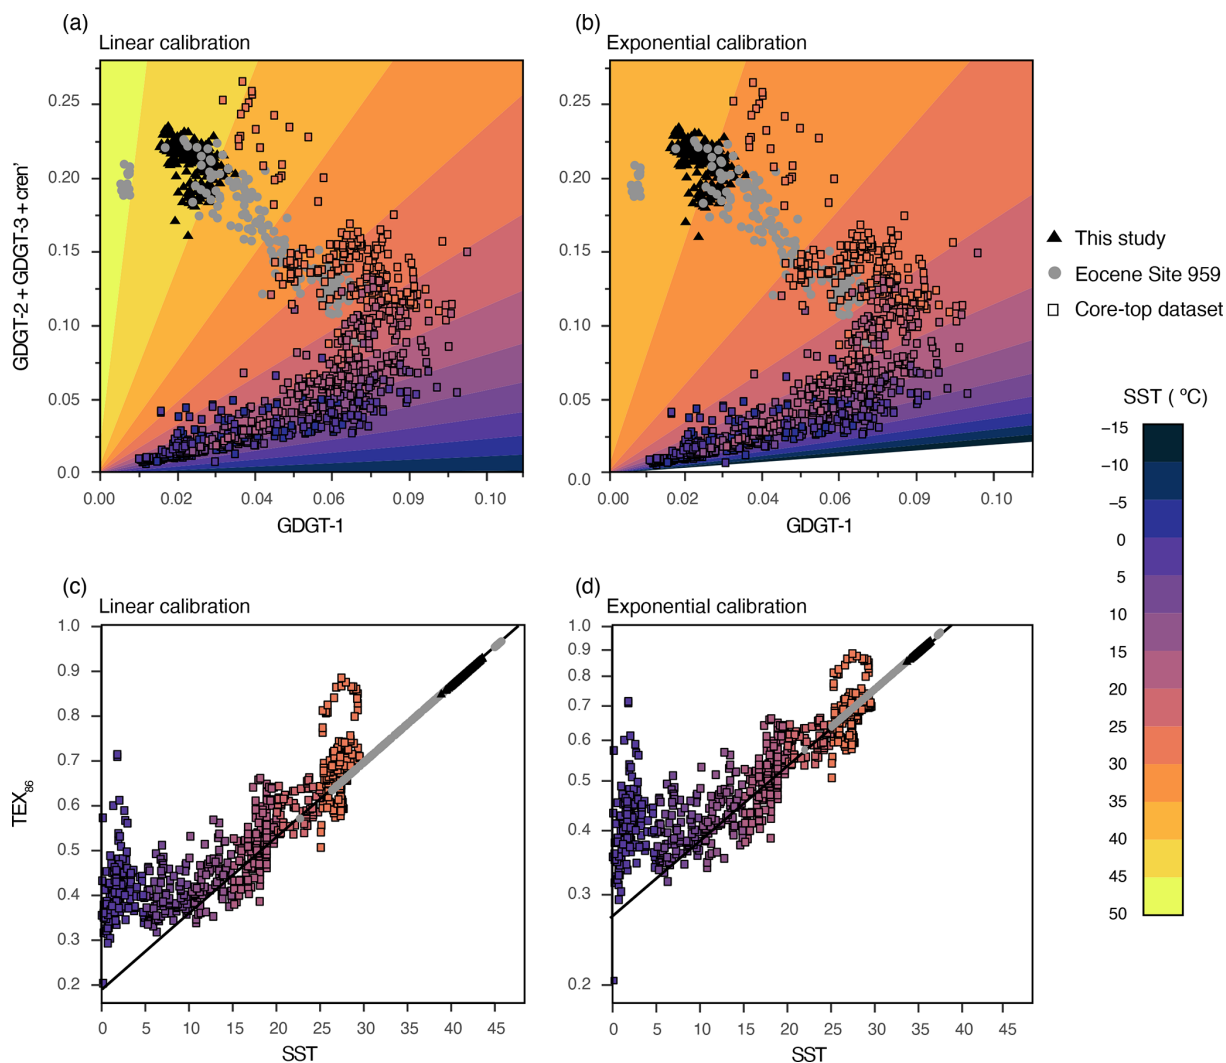 (a)
Linear calibration
0.25
0.20
0.15
0.10
0.05
0.0
0.00 0.02 0.04 0.06 0.09 0.10
GDGT-2 + GDGT-3 + cren'
GDGT-1
(b)
Exponential calibration
0.25
0.20
0.15
0.10
0.05
0.0
0.00 0.02 0.04 0.06 0.09 0.10
GDGT-1
This study
Eocene Site 959
Core-top dataset
SST ( ºC)
−15
−10
−5
0
5
10
15
20
25
30
35
40
45
50
(c)
Linear calibration
1.0
0.9
0.8
0.7
0.6
0.5
0.4
0.3
0.2
0 5 10 15 20 25 30 35 40 45
TEX86
SST
(d)
Exponential calibration
1.0
0.9
0.8
0.7
0.6
0.5
0.4
0.3
0.2
0 5 10 15 20 25 30 35 40 45
SST